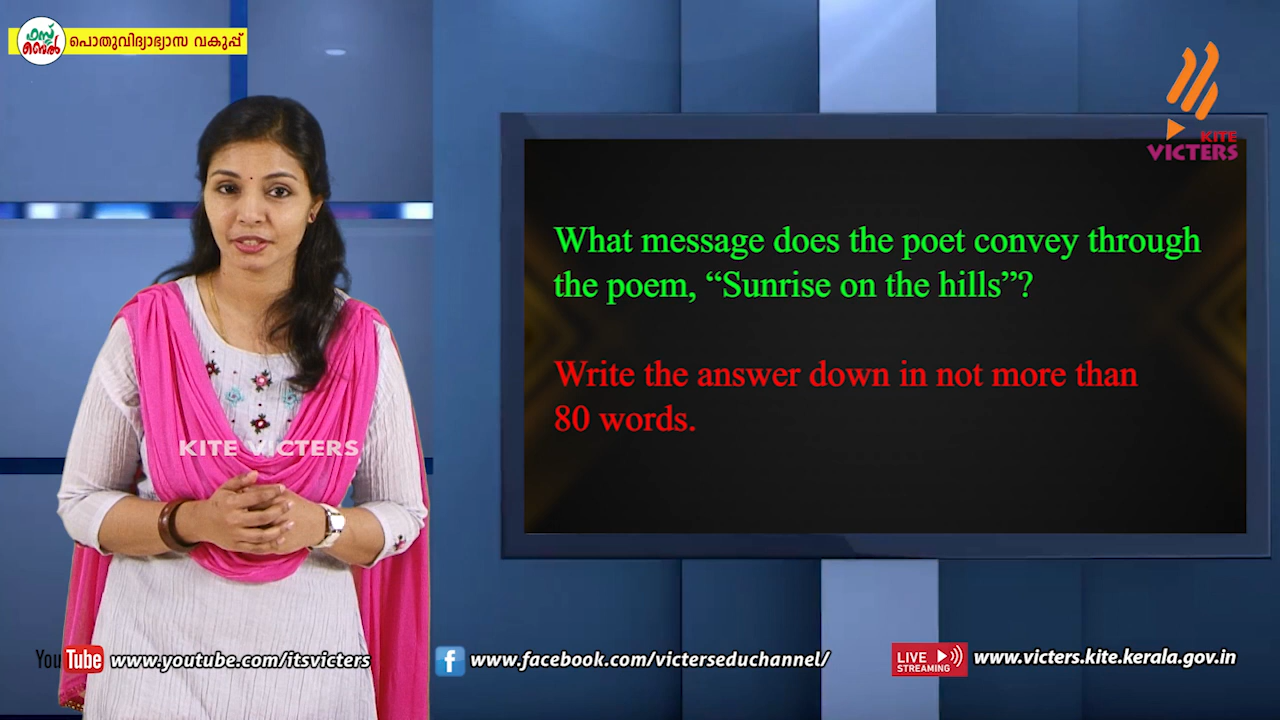 ഫസ്റ്റ്
ബെൽ
പൊതുവിദ്യാഭ്യാസ വകുപ്പ്
KITE
VICTERS
What message does the poet convey through
the poem, “Sunrise on the hills”?
Write the answer down in not more than
80 words.
KITE VICTERS
YouTube www.youtube.com/itsvicters
f www.facebook.com/victerseduchannel/
LIVE
STREAMING
www.victers.kite.kerala.gov.in